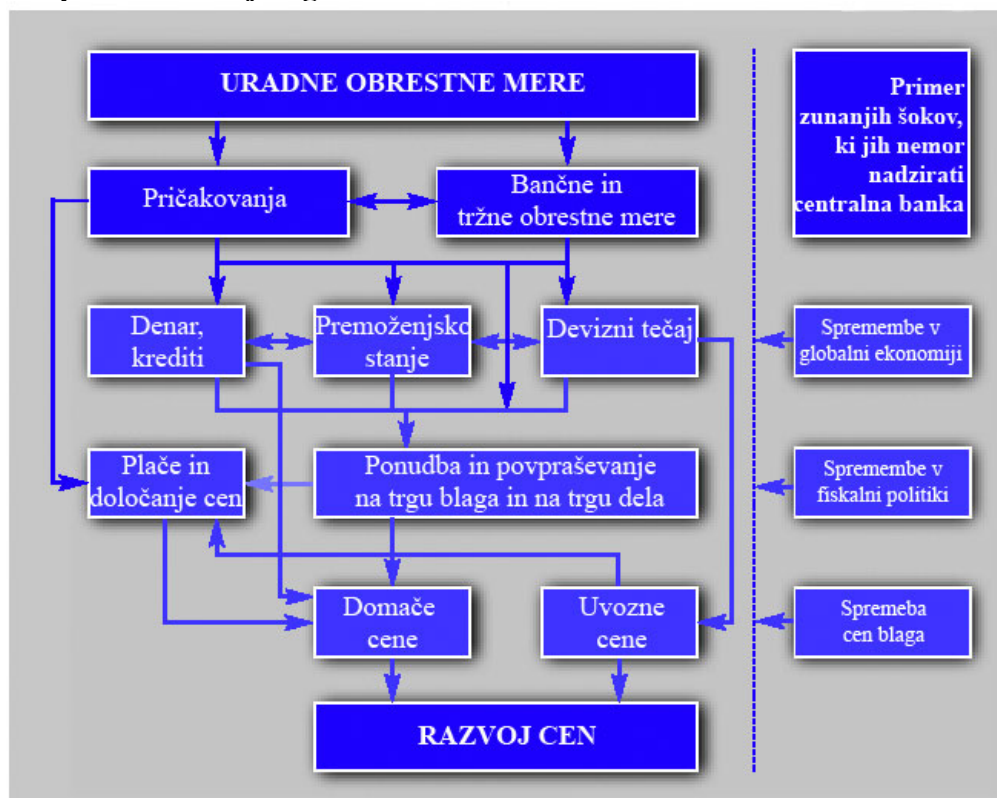 URADNE OBRESTNE MERE
Primer
zunanjih šokov,
ki jih nemor
nadzirati
centralna banka
Pričakovanja
Bančne in
tržne obrestne mere
Denar,
krediti
Premoženjsko
stanje
Devizni tečaj
Spremembe v
globalni ekonomiji
Plače in
določanje cen
Ponudba in povpraševanje
na trgu blaga in na trgu dela
Spremembe v
fiskalni politiki
Domače
cene
Uvozne
cene
Spremeba
cen blaga
RAZVOJ CEN